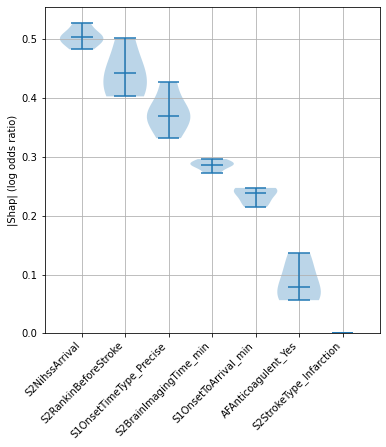 |Shap| (log odds ratio)
0.5
0.4
0.3
0.2
0.1
0.0
S2NihssArrival
S2RankinBeforeStroke
S1OnsetTimeType_Precise
S2BrainImagingTime_min
S1OnsetToArrival_min
AFAnticoagulent_Yes
S2StrokeType_Infarction